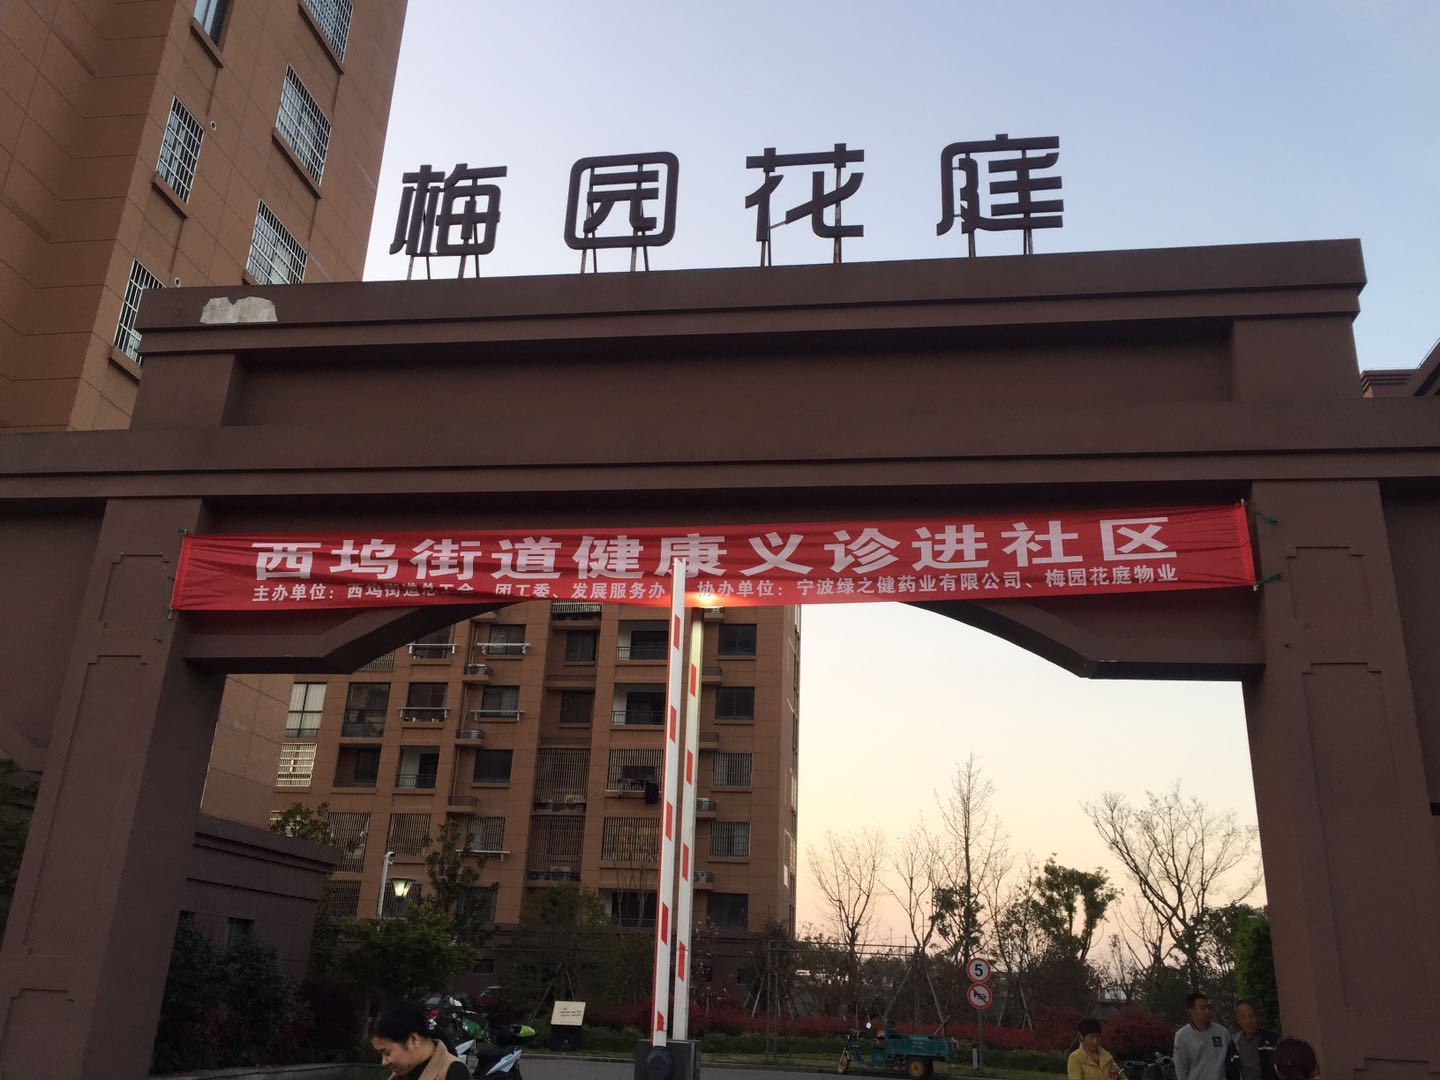 梅园花庭
西坞街道健康义诊进社区
主办单位：西坞街道总工会、团工委、发展服务办 协办单位：宁波绿之健药业有限公司、梅园花庭物业
5